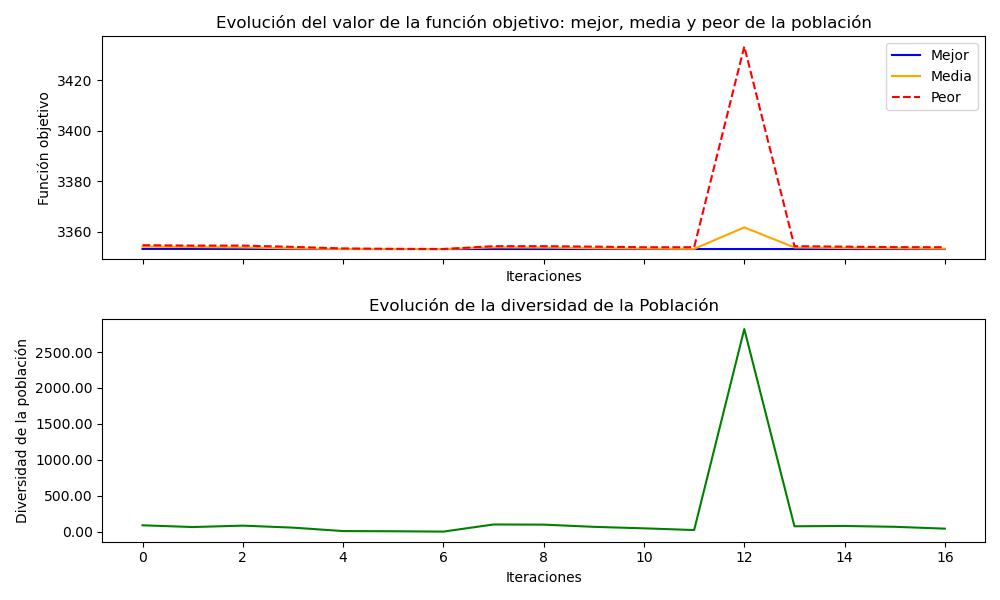 Evolución del valor de la función objetivo: mejor, media y peor de la población
Función objetivo
3420
3400
3380
3360
Mejor
Media
Peor
Iteraciones
Evolución de la diversidad de la Población
Diversidad de la población
2500.00
2000.00
1500.00
1000.00
500.00
0.00
0 2 4 6 8 10 12 14 16
Iteraciones